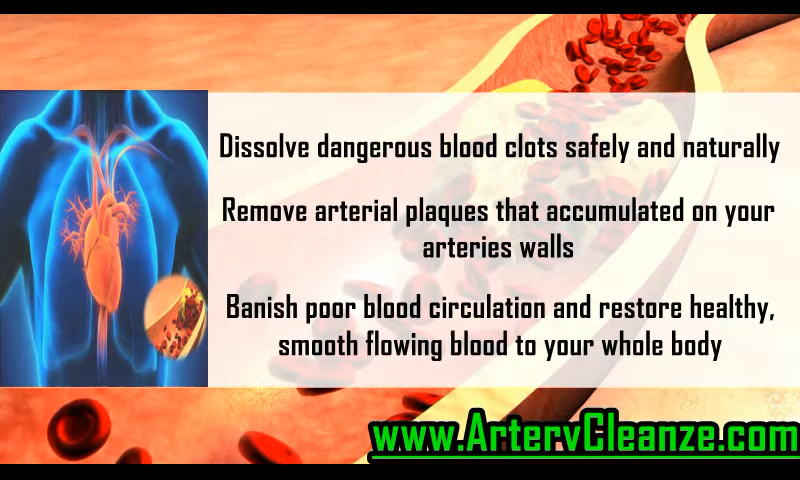 Dissolve dangerous blood clots safely and naturally
Remove arterial plaques that accumulated on your
arteries walls
Banish poor blood circulation and restore healthy,
smooth flowing blood to your whole body
www.ArteryCleanze.com